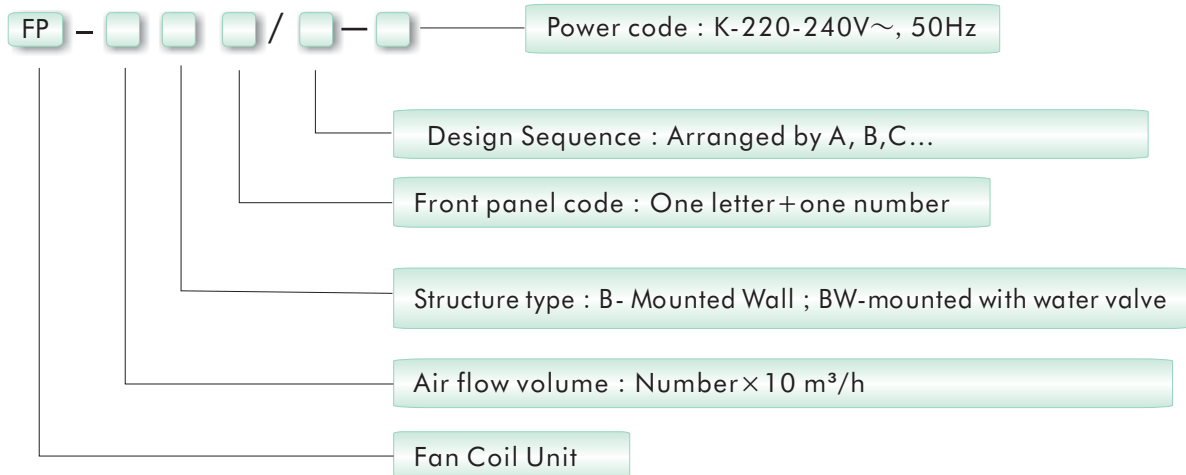 FP - / —
Power code : K-220-240V～, 50Hz
Design Sequence : Arranged by A, B,C...
Front panel code : One letter+one number
Structure type : B- Mounted Wall ; BW-mounted with water valve
Air flow volume : Number×10 m³/h
Fan Coil Unit